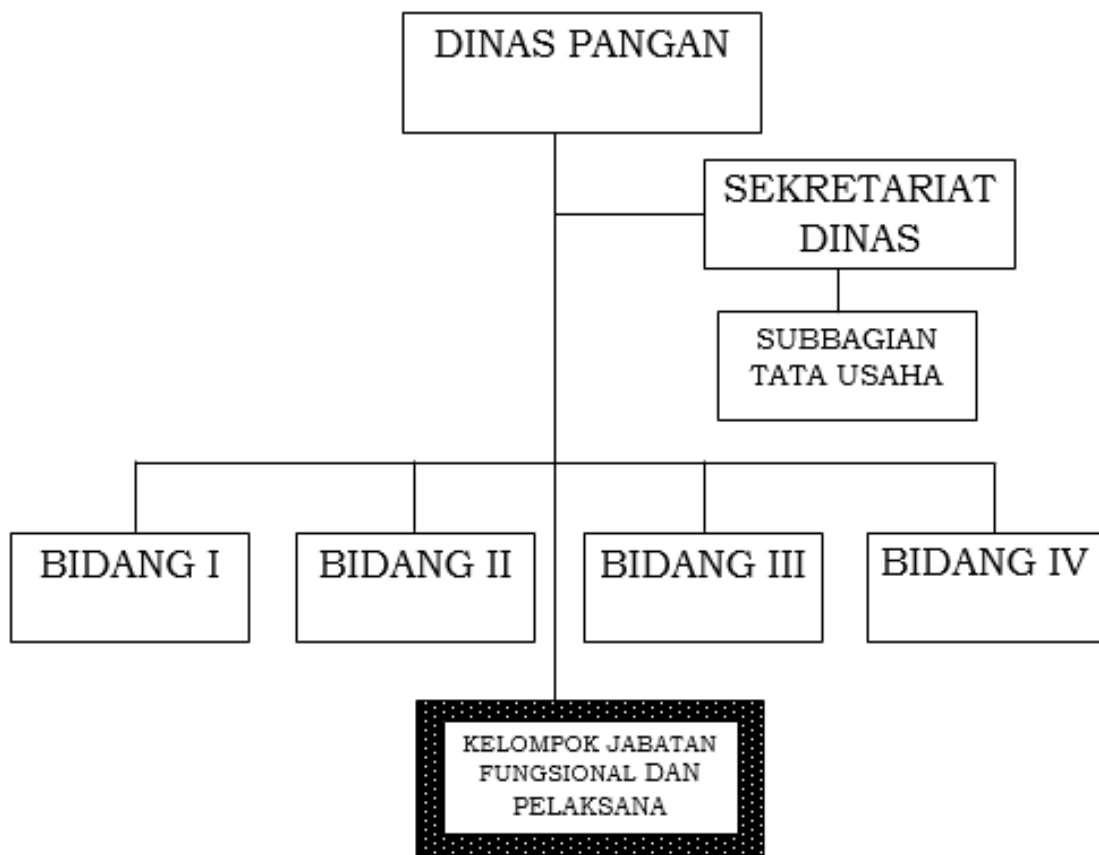 DINAS PANGAN
SEKRETARIAT
DINAS
SUBBAGIAN
TATA USAHA
BIDANG I
BIDANG II
BIDANG III
BIDANG IV
KELOMPOK JABATAN
FUNGSIONAL DAN
PELAKSANA